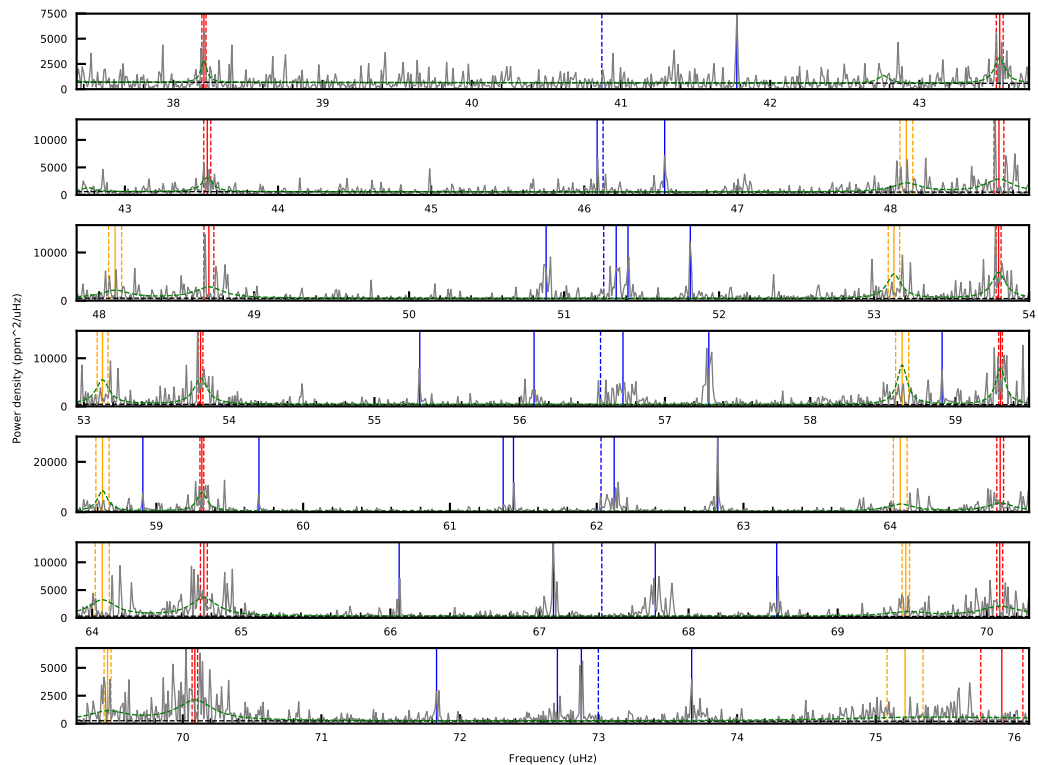 7500
5000
2500
0
38 39 40 41 42 43
10000
5000
0
43 44 45 46 47 48
10000
0
48 49 50 51 52 53 54
10000
0
53 54 55 56 57 58 59
Power density (ppm^2/uHz)
20000
0
59 60 61 62 63 64
10000
5000
0
64 65 66 67 68 69 70
5000
2500
0
70 71 72 73 74 75 76
Frequency (uHz)